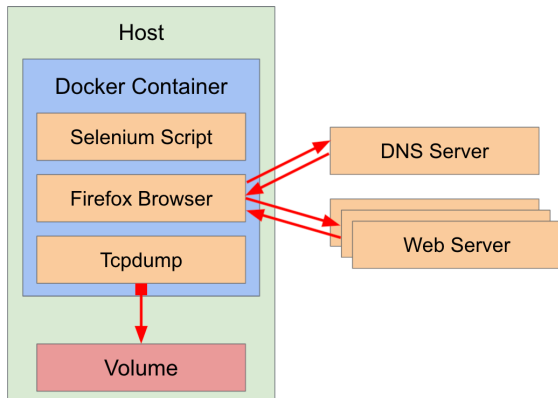 Host
Docker Container
Selenium Script
Firefox Browser
Tcpdump
Volume
DNS Server
Web Server